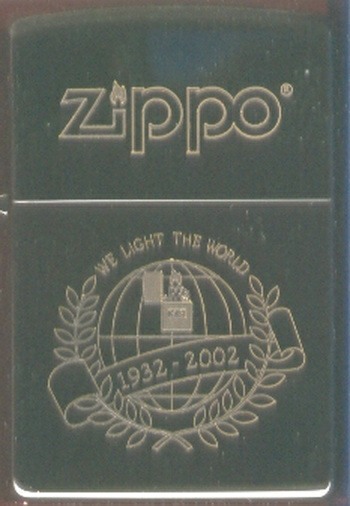 zippo®
WE LIGHT THE WORLD
1932 - 2002